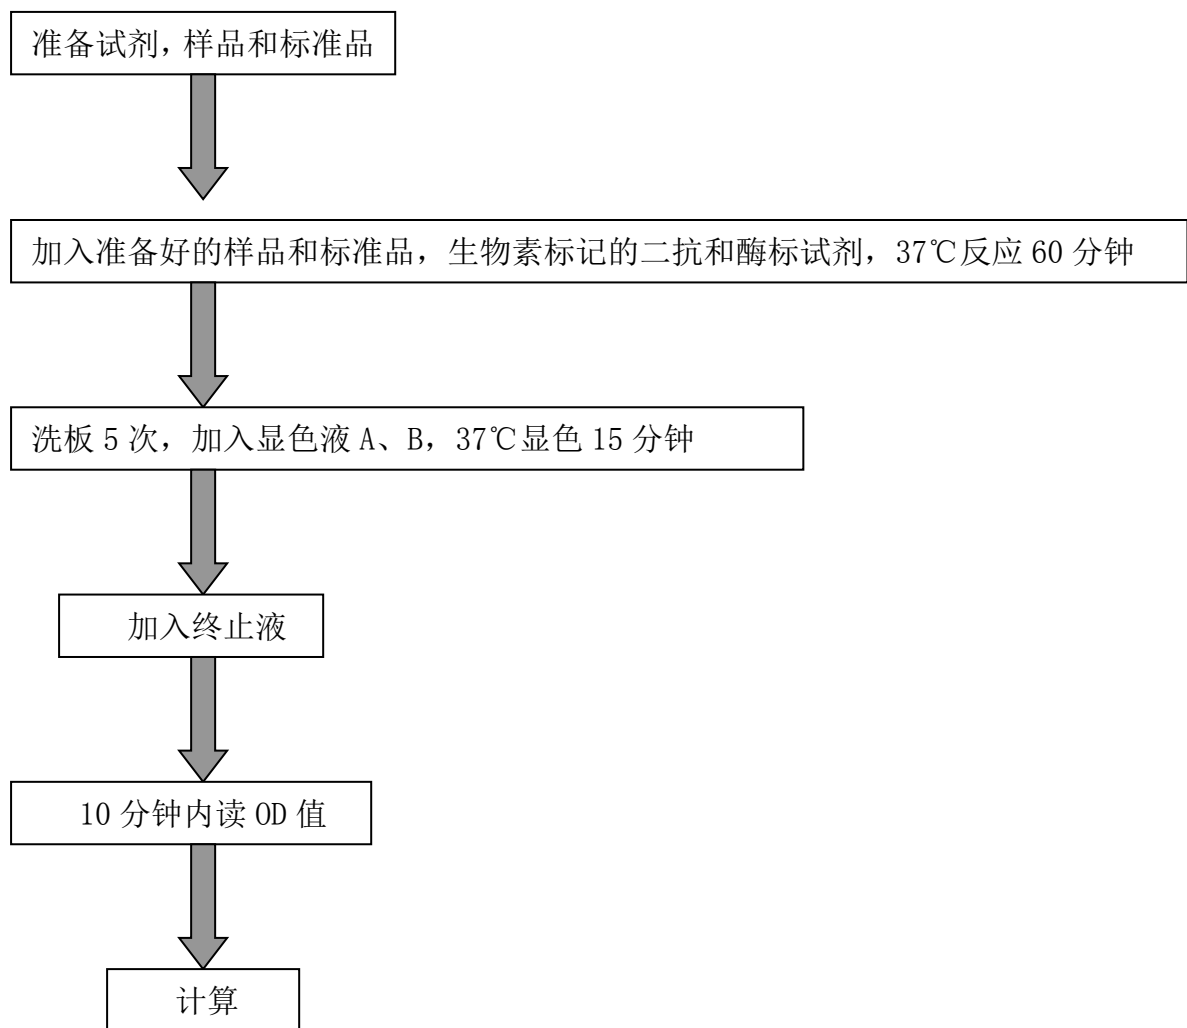 准备试剂，样品和标准品
加入准备好的样品和标准品，生物素标记的二抗和酶标试剂，37℃反应 60 分钟
洗板 5 次，加入显色液 A、B，37℃显色 15 分钟
加入终止液
10 分钟内读 OD 值
计算